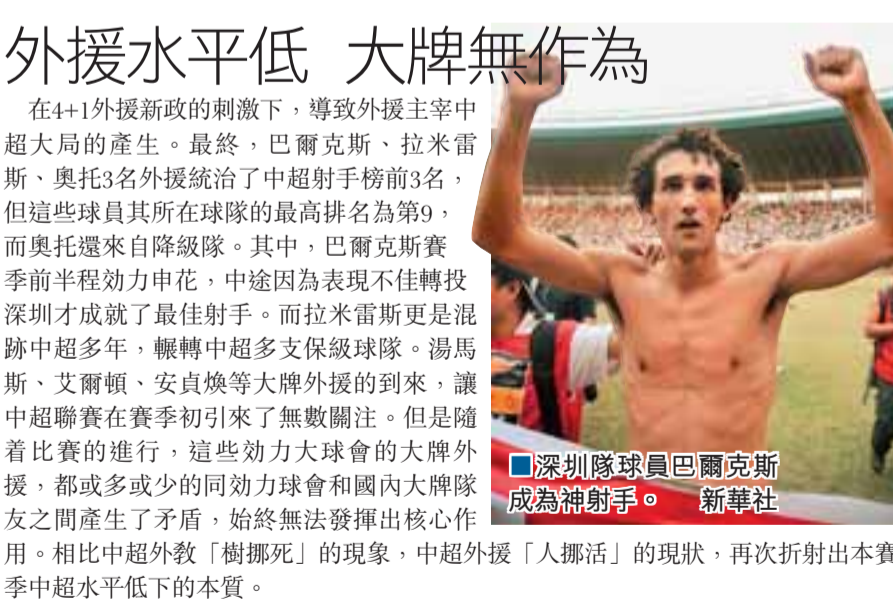 外援水平低 大牌無作為
在4+1外援新政的刺激下，導致外援主宰中
超大局的產生。最終，巴爾克斯、拉米雷
斯、奧托3名外援統治了中超射手榜前3名，
但這些球員其所在球隊的最高排名為第9，
而奧托還來自降級隊。其中，巴爾克斯賽
季前半程効力申花，中途因為表現不佳轉投
深圳才成就了最佳射手。而拉米雷斯更是混
跡中超多年，輾轉中超多支保級球隊。湯馬
斯、艾爾頓、安貞煥等大牌外援的到來，讓
中超聯賽在賽季初引來了無數關注。但是隨
着比賽的進行，這些効力大球會的大牌外
援，都或多或少的同効力球會和國內大牌隊
友之間產生了矛盾，始終無法發揮出核心作
用。相比中超外教「樹挪死」的現象，中超外援「人挪活」的現狀，再次折射出本賽
季中超水平低下的本質。
■深圳隊球員巴爾克斯
成為神射手。 新華社